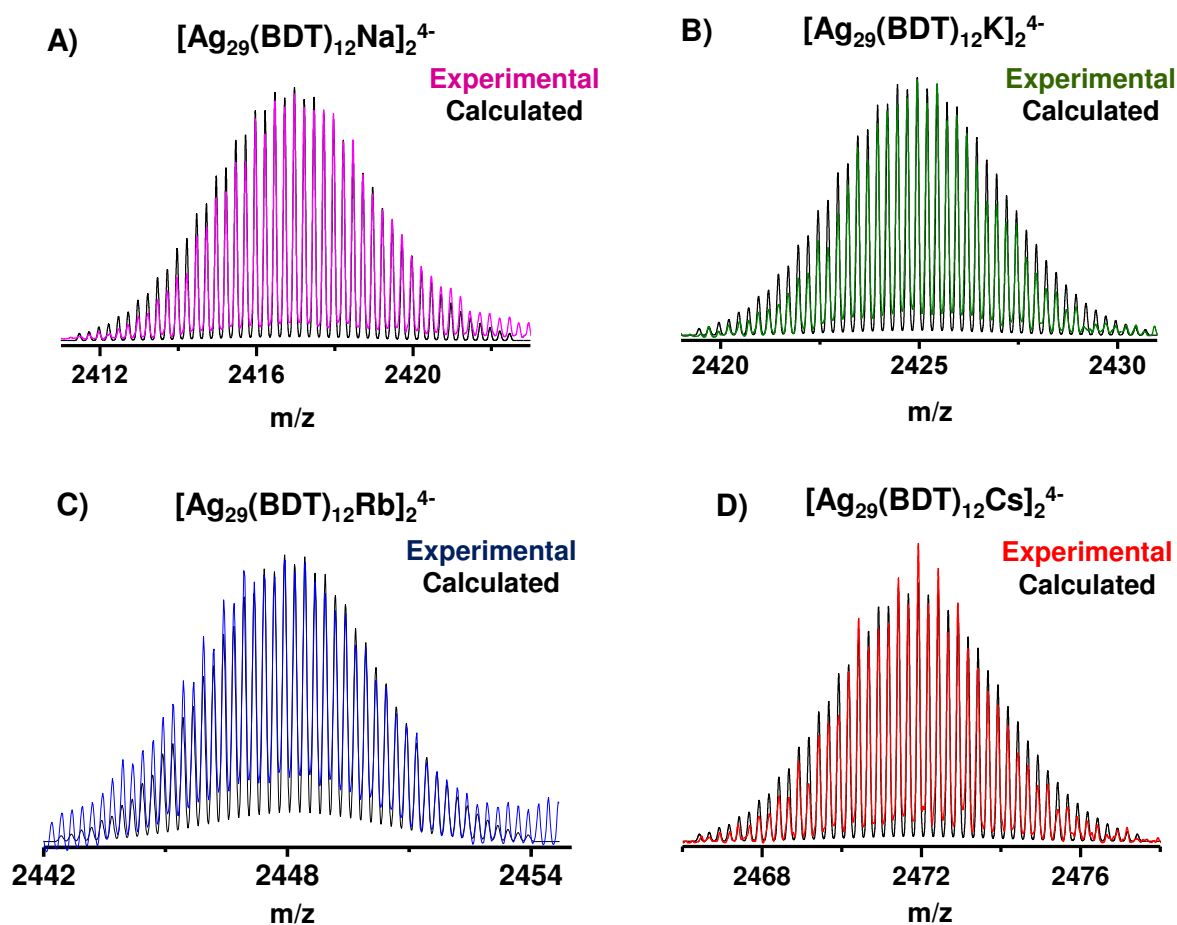 A)
[Ag₂₉(BDT)₁₂Na]₂⁴⁻
Experimental
Calculated
2412 2416 2420
m/z
B)
[Ag₂₉(BDT)₁₂K]₂⁴⁻
Experimental
Calculated
2420 2425 2430
m/z
C)
[Ag₂₉(BDT)₁₂Rb]₂⁴⁻
Experimental
Calculated
2442 2448 2454
m/z
D)
[Ag₂₉(BDT)₁₂Cs]₂⁴⁻
Experimental
Calculated
2468 2472 2476
m/z